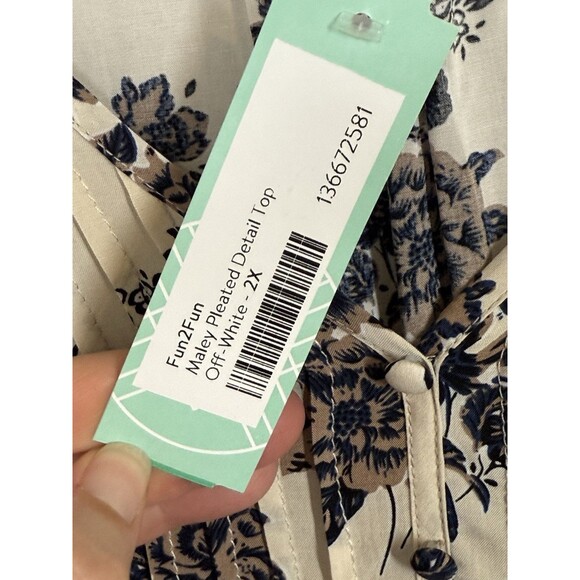 Fun2Fun
Maley Pleated Detail Top
Off-White - 2X
136672581